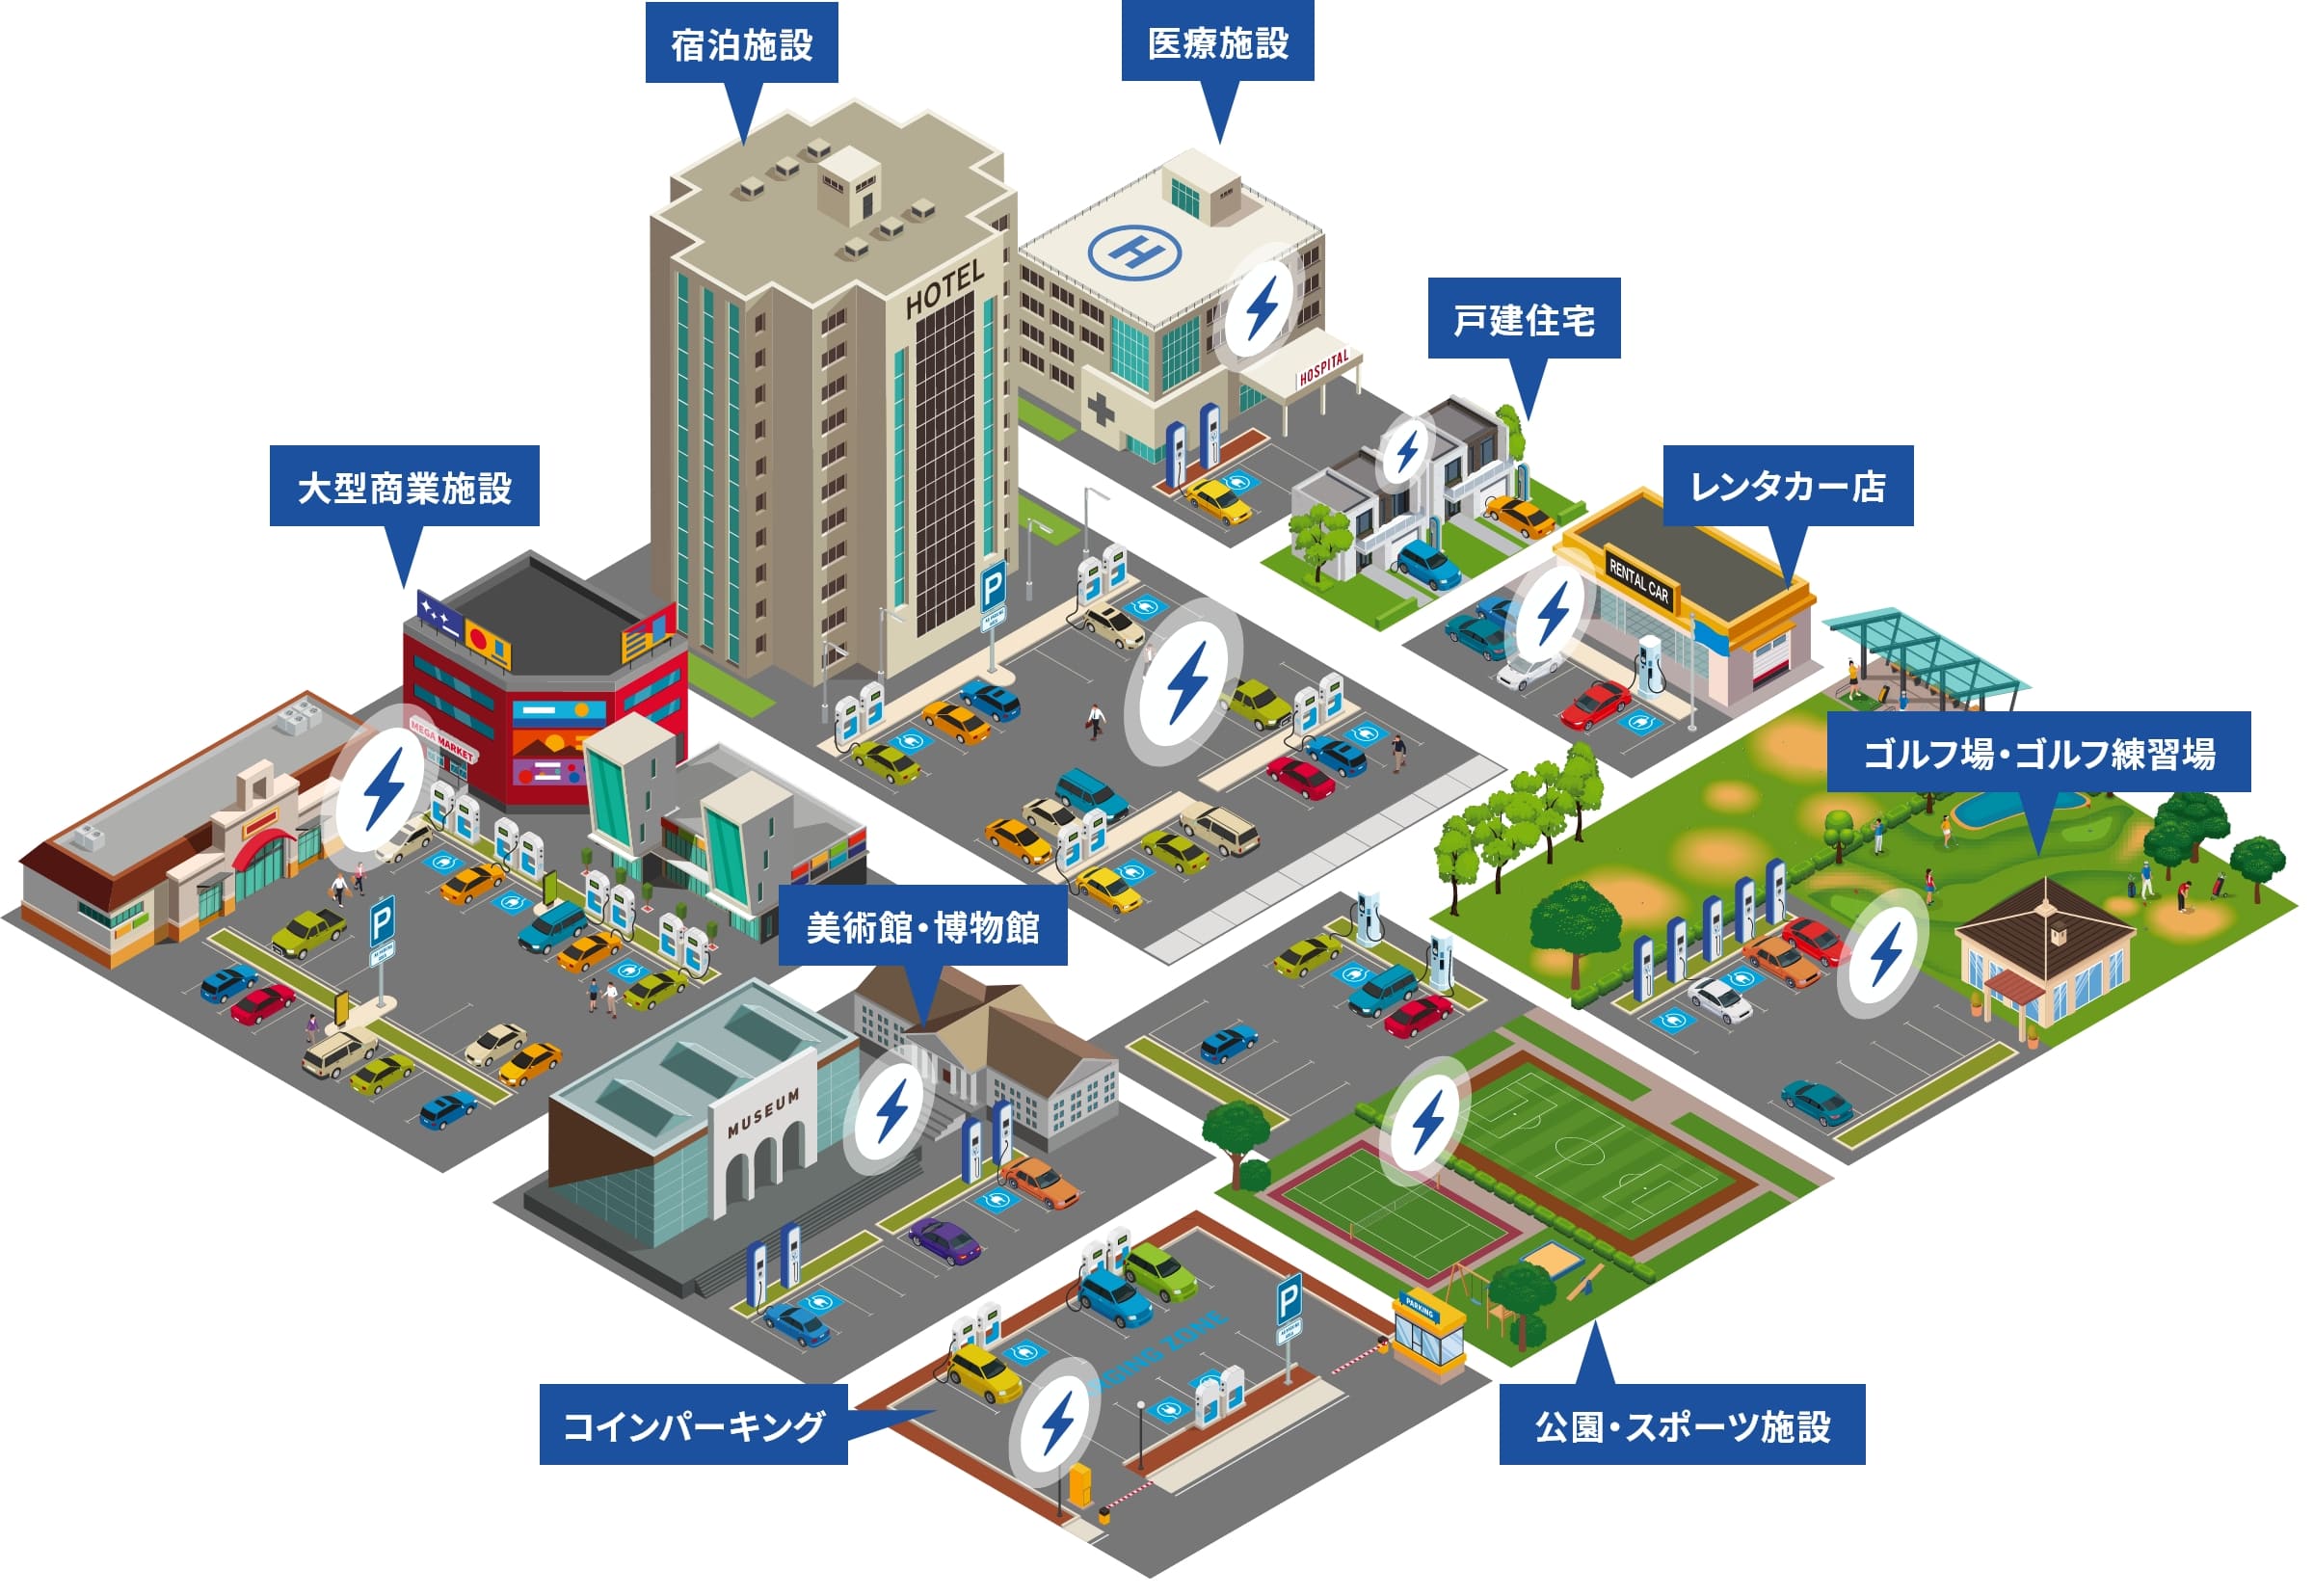 宿泊施設
医療施設
HOTEL
H
HOSPITAL
戸建住宅
大型商業施設
レンタカー店
RENTAL CAR
P
MEGA MARKET
ゴルフ場・ゴルフ練習場
P
美術館・博物館
MUSEUM
P
PARKING
ZONE
コインパーキング
公園・スポーツ施設